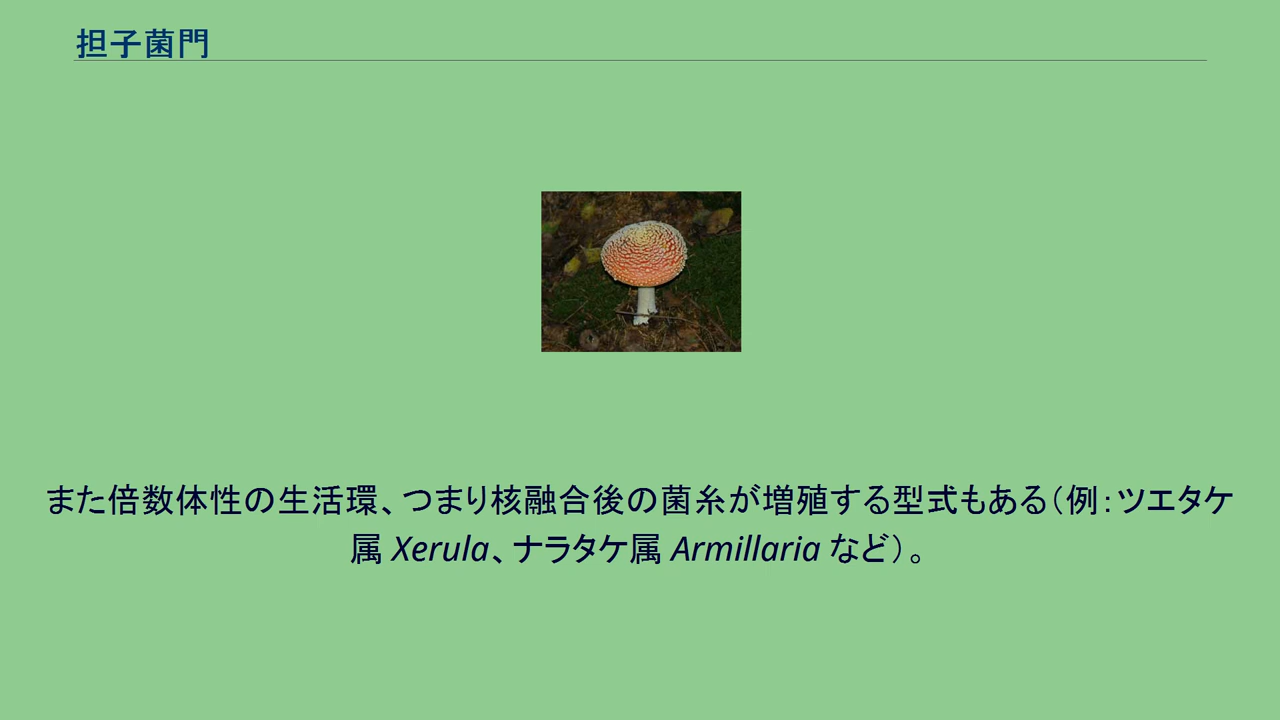 担子菌門
また倍数体性の生活環、つまり核融合後の菌糸が増殖する型式もある(例:ツエタケ
属 Xerula、ナラタケ属 Armillaria など)。